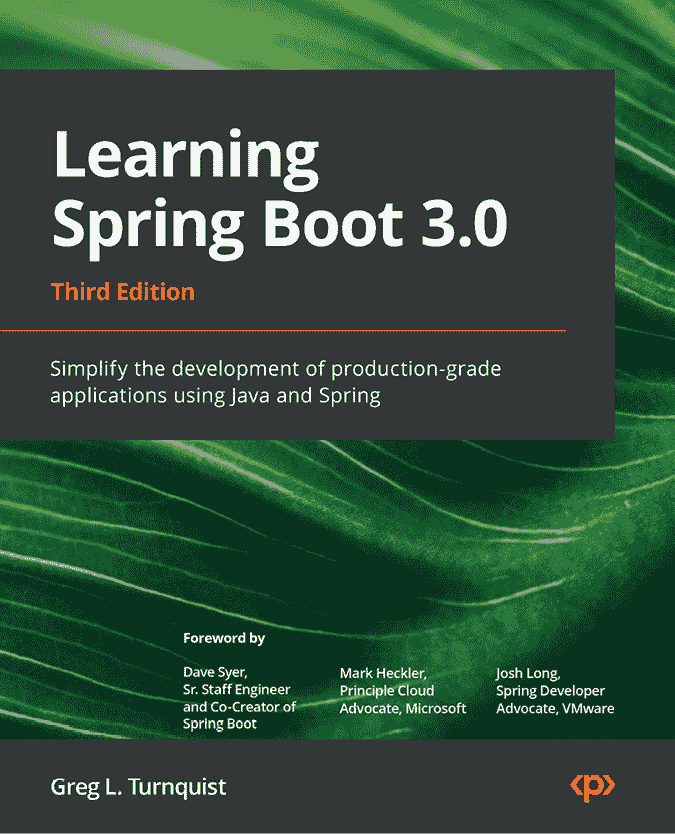 Learning
Spring Boot 3.0
Third Edition
Simplify the development of production-grade
applications using Java and Spring
Foreword by
Dave Syer,
Sr. Staff Engineer
and Co-Creator of
Spring Boot
Mark Heckler,
Principle Cloud
Advocate, Microsoft
Josh Long,
Spring Developer
Advocate, VMware
Greg L. Turnquist
<p>